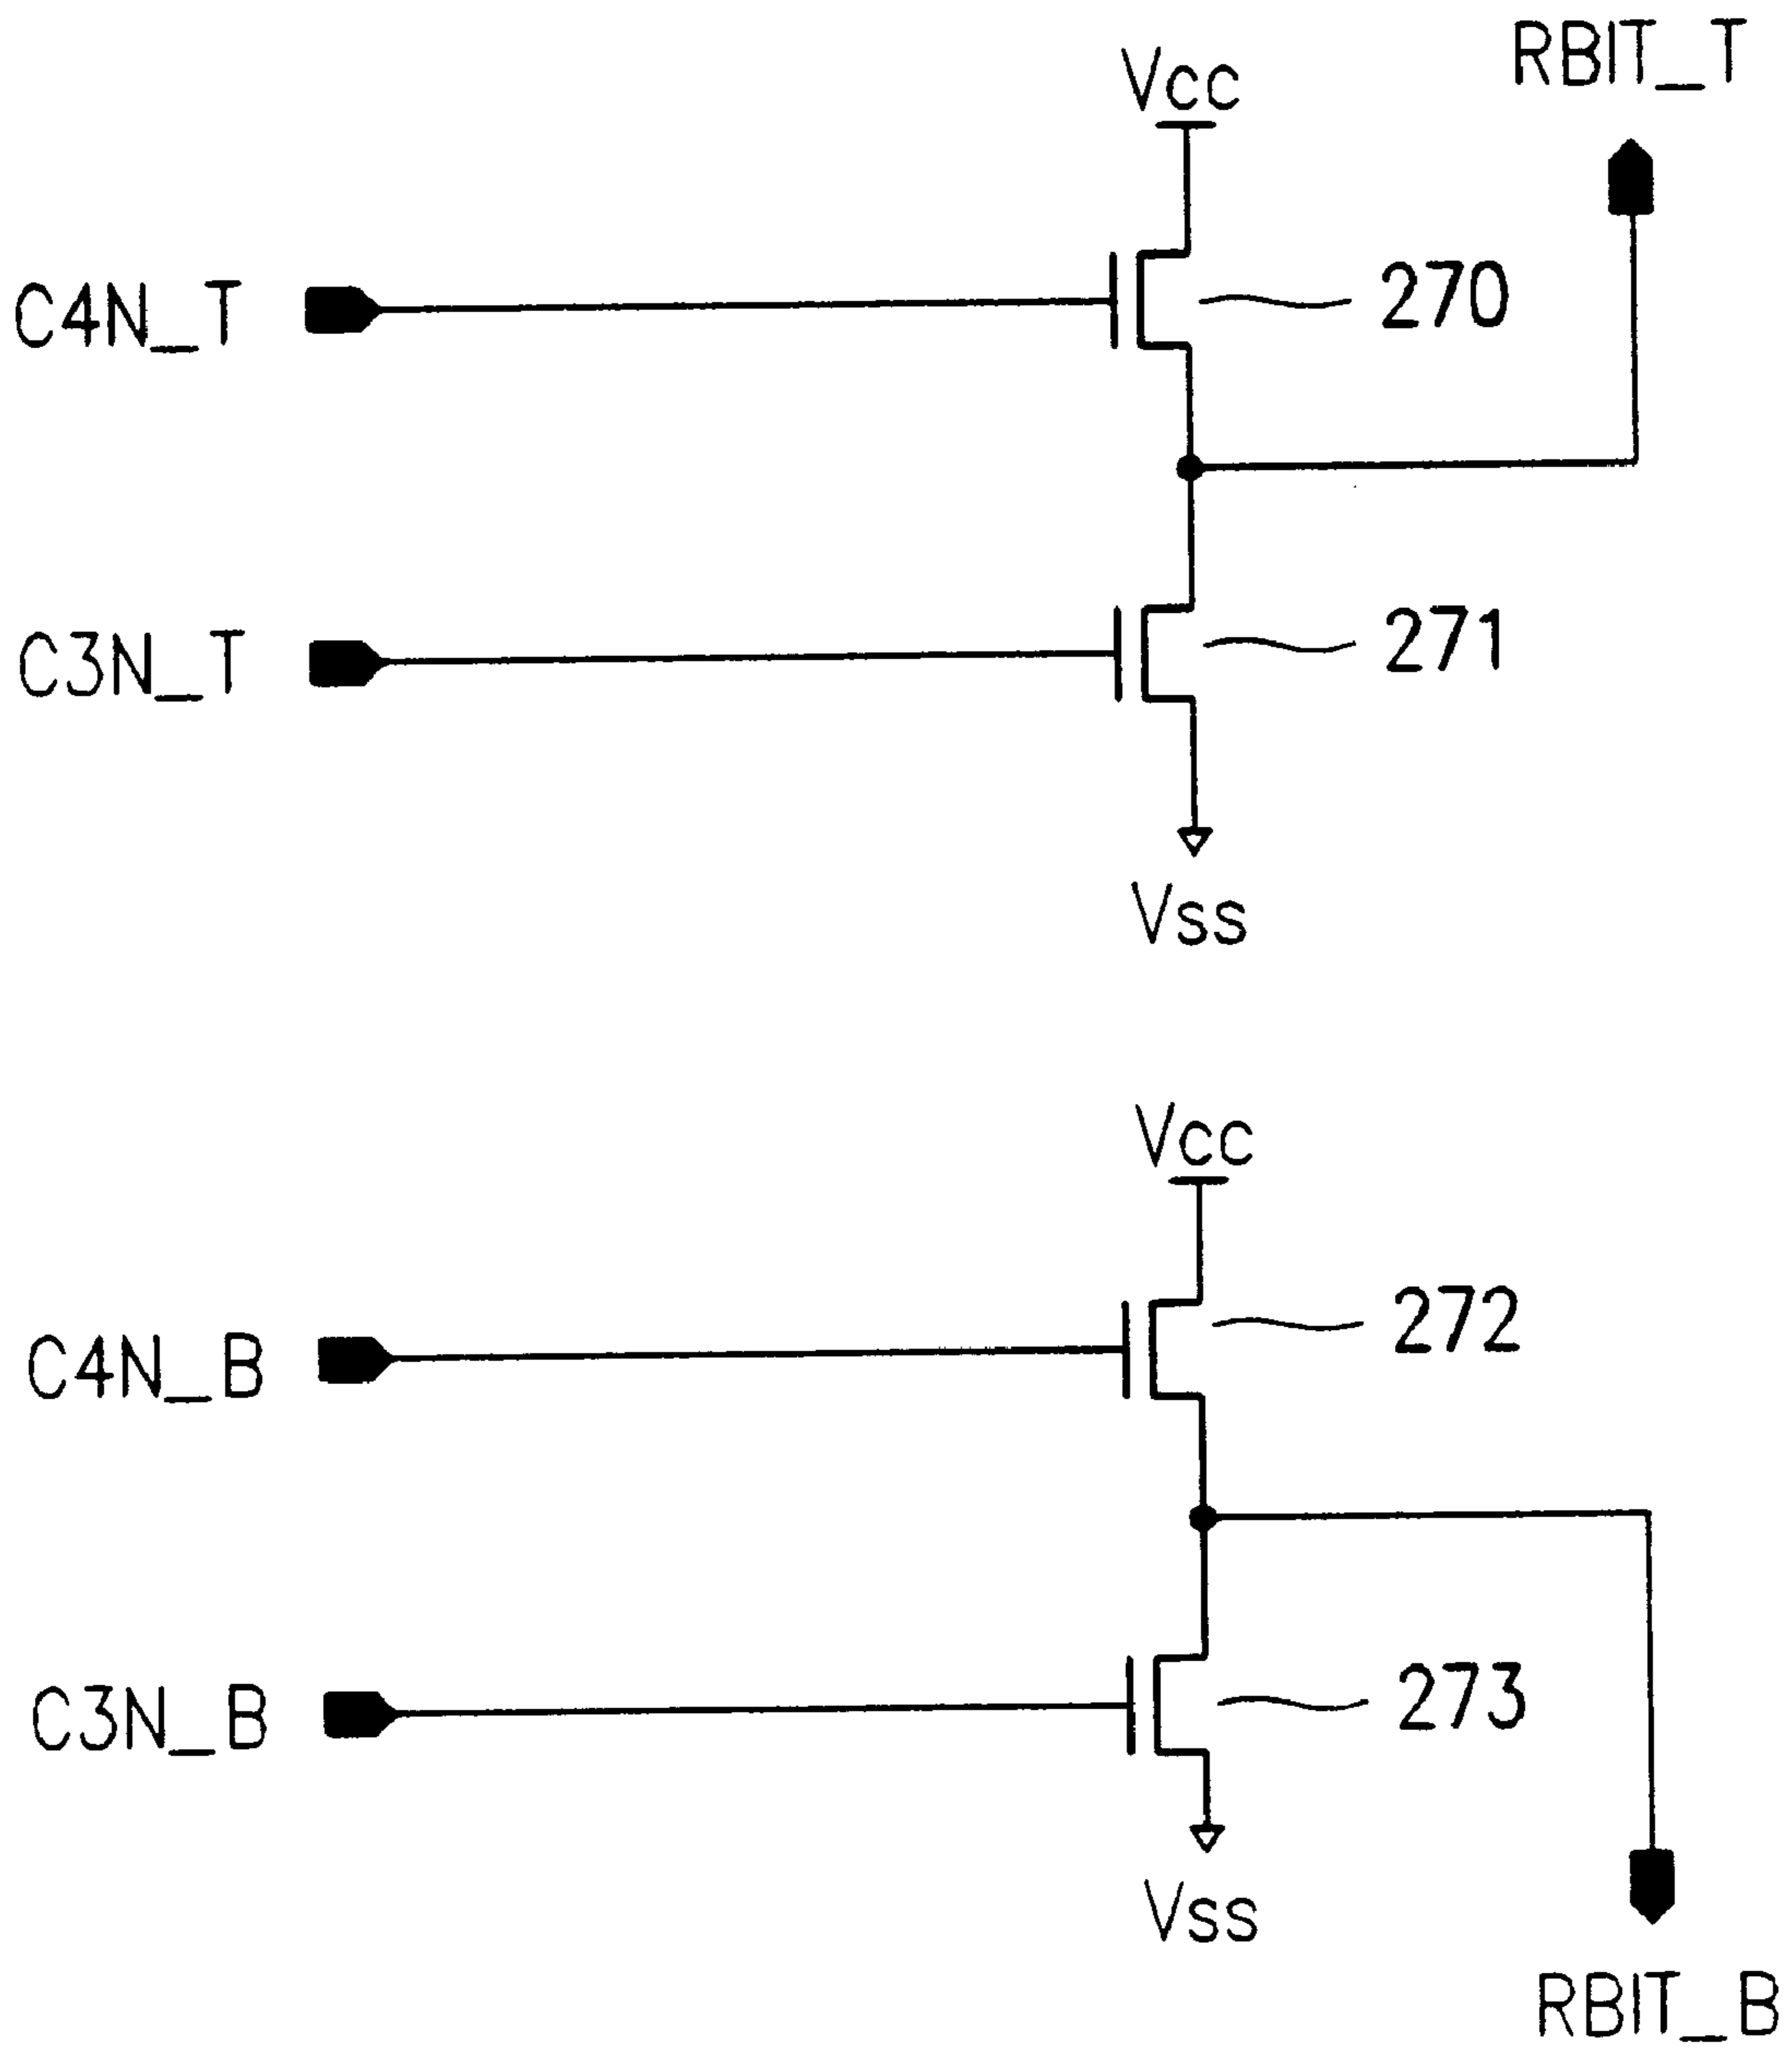 RBIT_T
Vcc
C4N_T
270
C3N_T
271
Vss
Vcc
C4N_B
272
C3N_B
273
Vss
RBIT_B